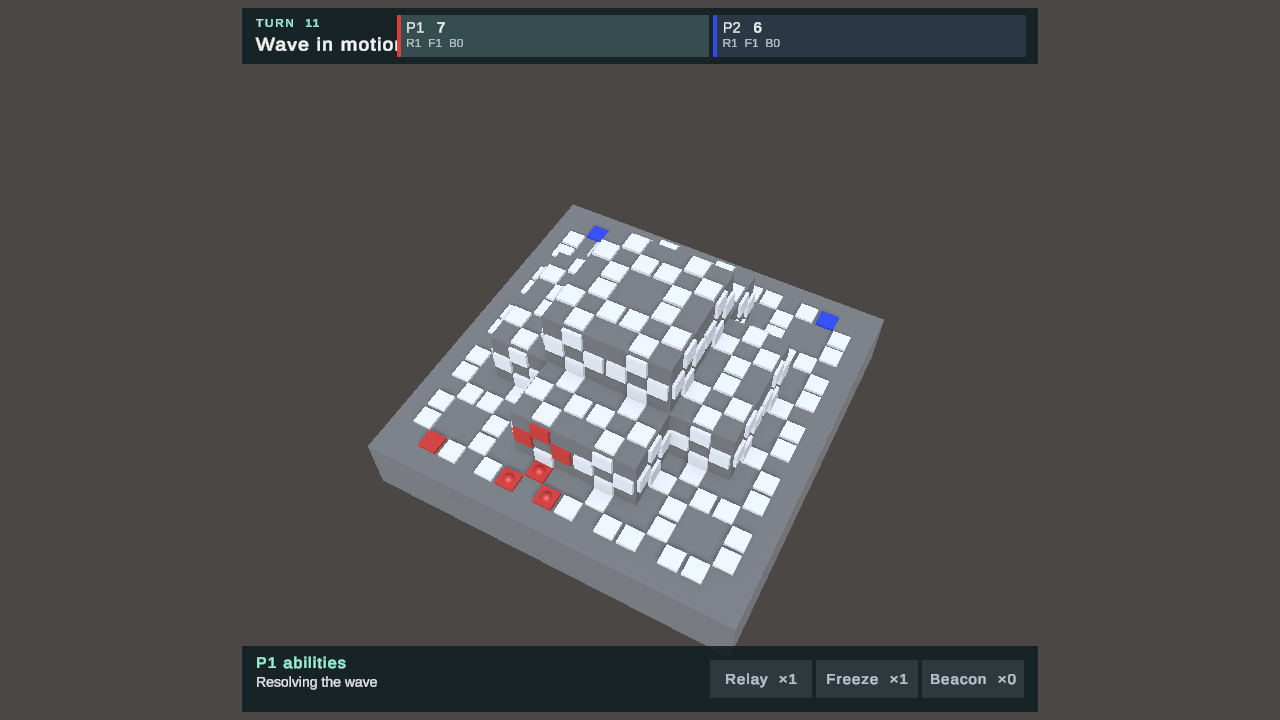 TURN 11
Wave in motion
P1 7
R1 F1 B0
P2 6
R1 F1 B0
P1 abilities
Resolving the wave
Relay ×1
Freeze ×1
Beacon ×0